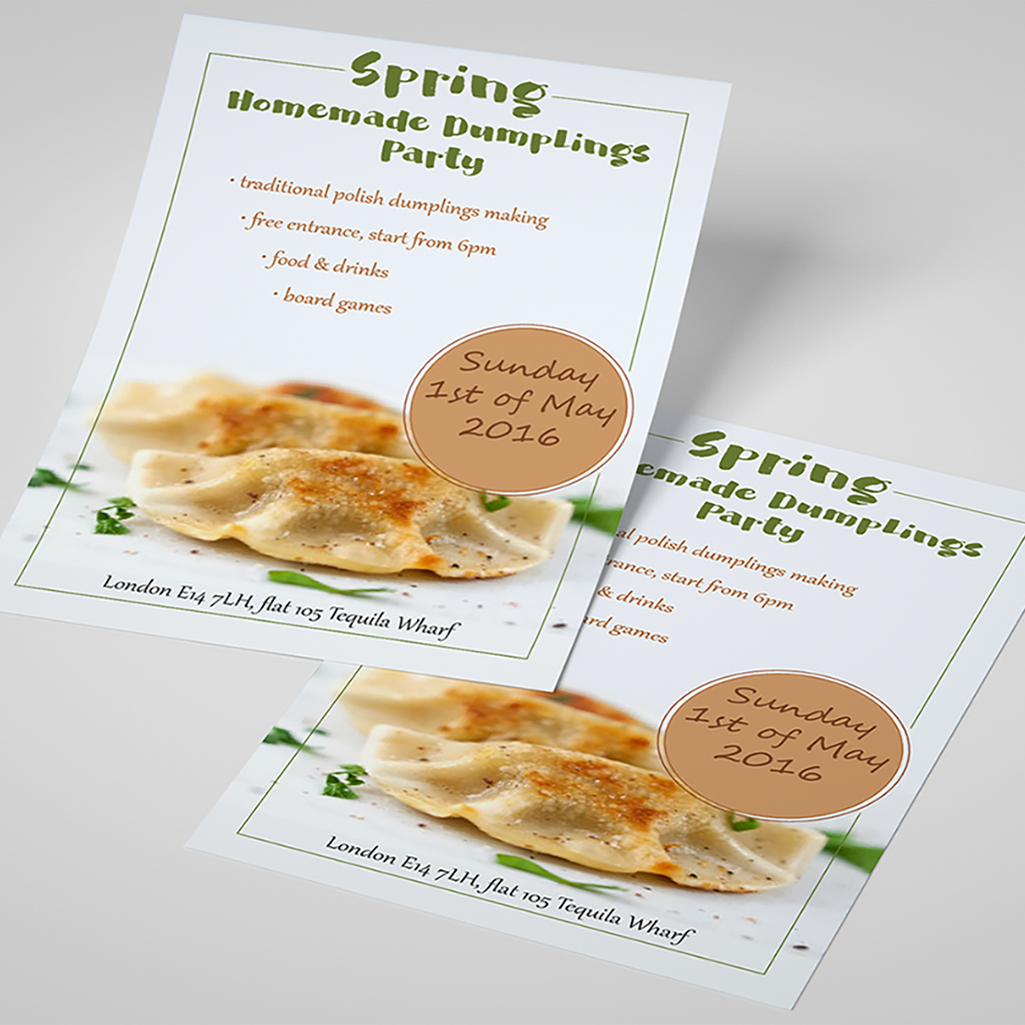 Spring
Homemade Dumplings
Party
• traditional polish dumplings making
• free entrance, start from 6pm
• food & drinks
• board games
Sunday
1st of May
2016
London E14 7LH, flat 105 Tequila Wharf
Spring
emade Dumplings
Party
al polish dumplings making
rance, start from 6pm
& drinks
ard games
Sunday
1st of May
2016
London E14 7LH, flat 105 Tequila Wharf